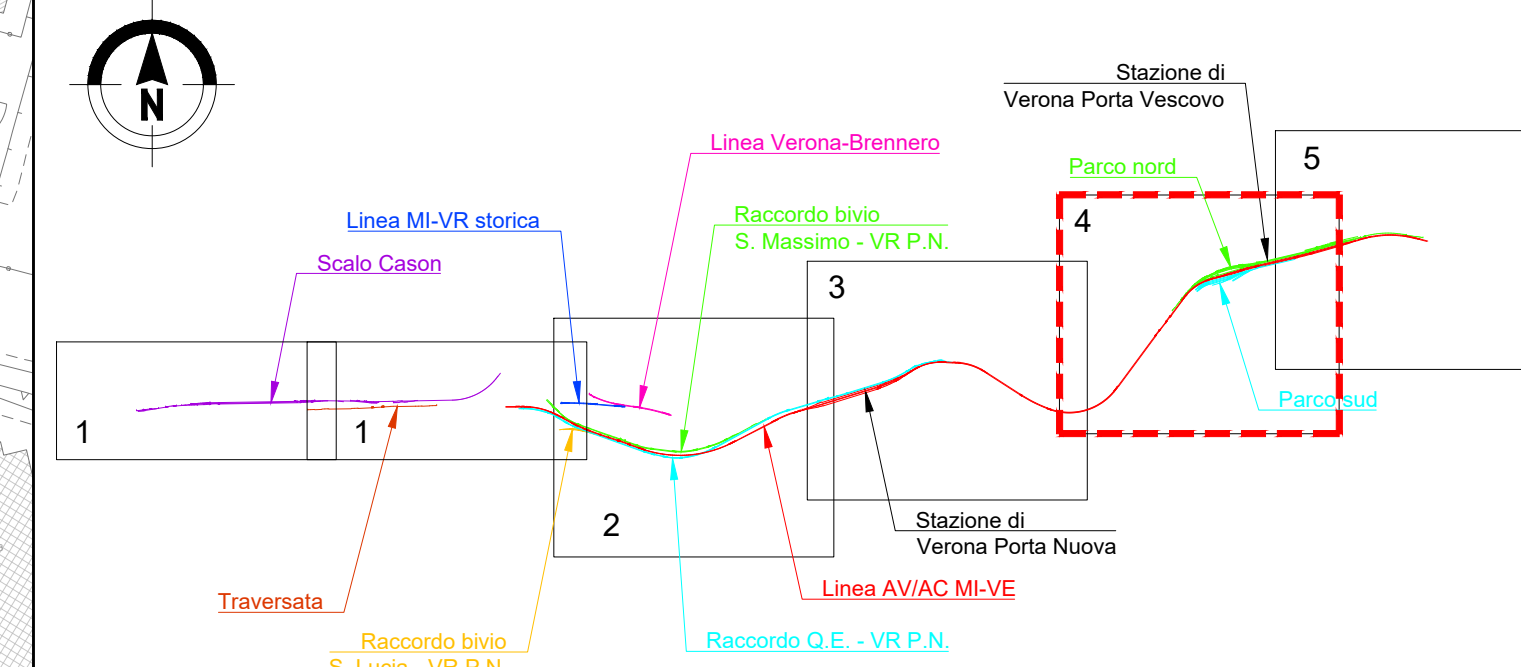 N
Stazione di
Verona Porta Vescovo
Linea Verona-Brennero
5
Parco nord
Linea MI-VR storica
Raccordo bivio
S. Massimo - VR P.N.
4
Scalo Cason
3
Parco sud
1
1
2
Stazione di
Verona Porta Nuova
Linea AV/AC MI-VE
Traversata
Raccordo bivio
S. Lucia - VR P.N.
Raccordo Q.E. - VR P.N.